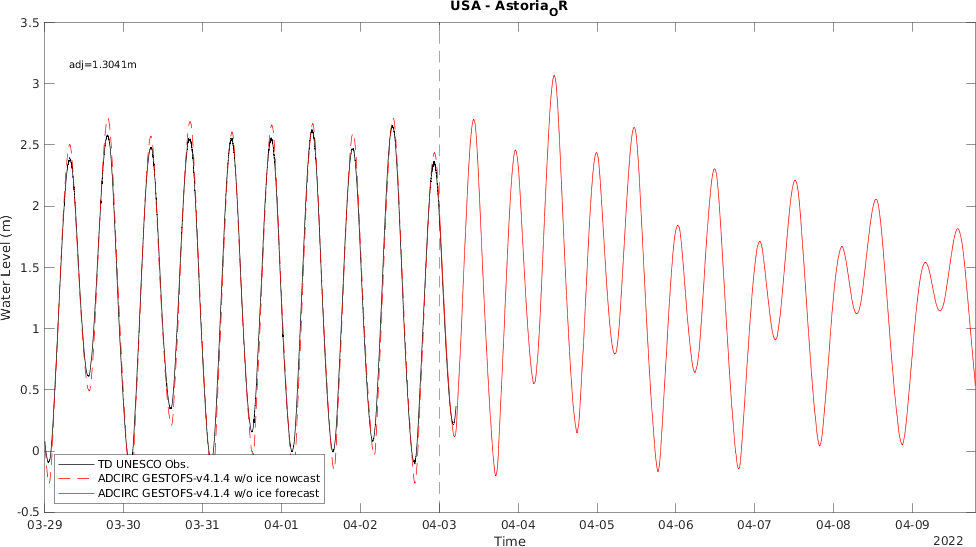 USA - AstoriaOR
3.5
3
2.5
2
1.5
1
0.5
0
-0.5
Water Level (m)
adj=1.3041m
TD UNESCO Obs.
ADCIRC GESTOFS-v4.1.4 w/o ice nowcast
ADCIRC GESTOFS-v4.1.4 w/o ice forecast
03-29 03-30 03-31 04-01 04-02 04-03 04-04 04-05 04-06 04-07 04-08 04-09
Time
2022